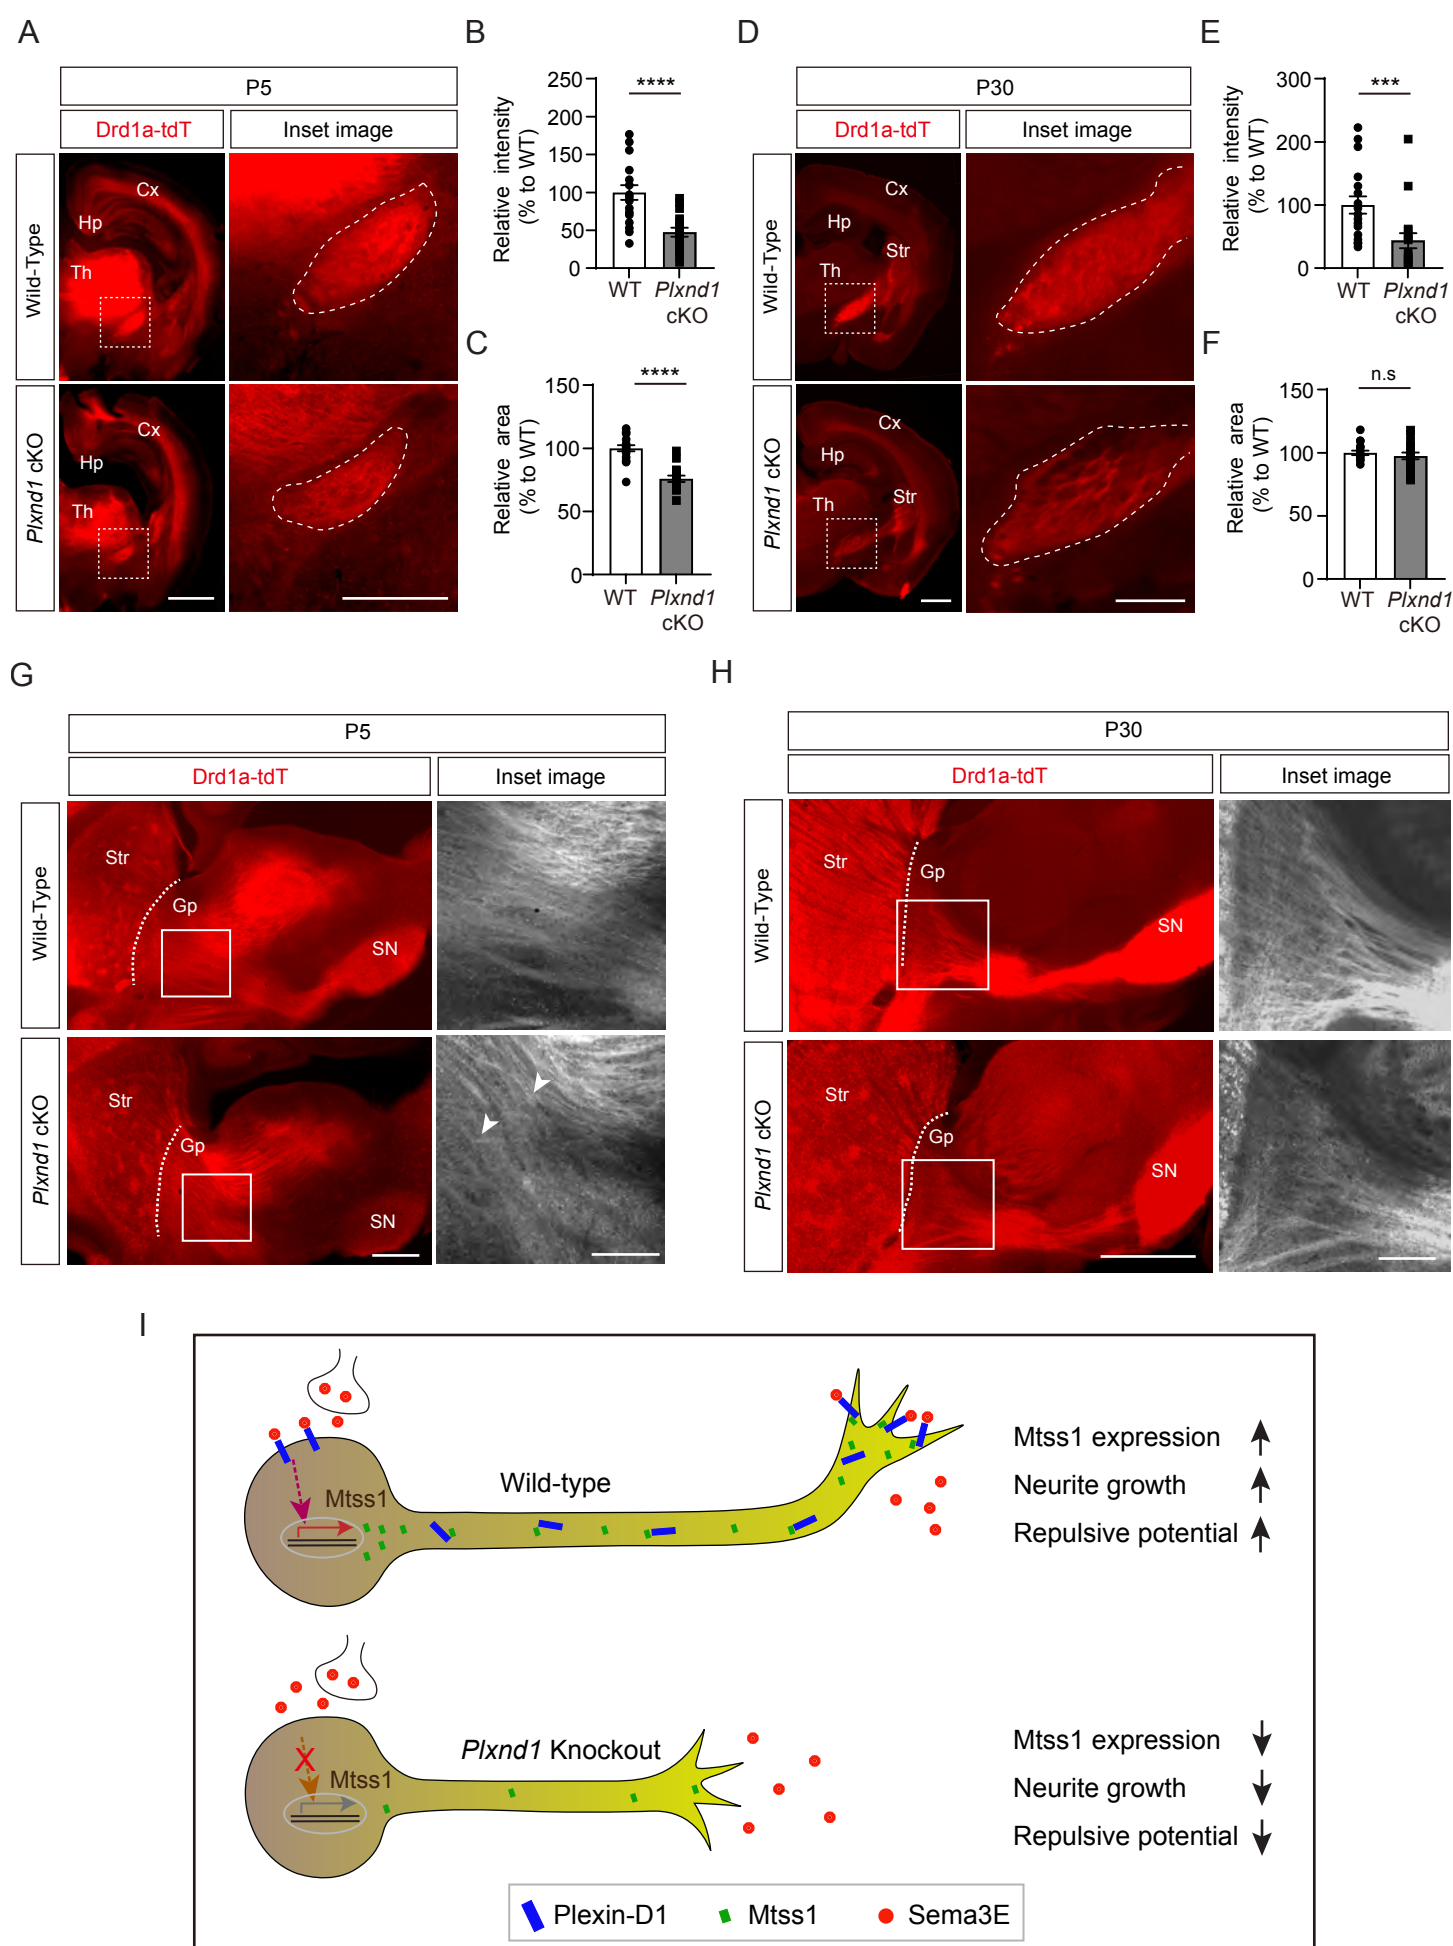 A
P5
Drd1a-tdT
Inset image
Wild-Type
Cx
Hp
Th
Plxnd1 cKO
Cx
Hp
Th
B
Relative intensity
(% to WT)
250
200
150
100
50
0
****
WT
Plxnd1
cKO
C
Relative area
(% to WT)
150
100
50
0
****
WT
Plxnd1
cKO
D
P30
Drd1a-tdT
Inset image
Wild-Type
Cx
Hp
Str
Th
Plxnd1 cKO
Cx
Hp
Str
Th
E
Relative intensity
(% to WT)
300
200
100
0
***
WT
Plxnd1
cKO
F
Relative area
(% to WT)
150
100
50
0
n.s
WT
Plxnd1
cKO
G
P5
Drd1a-tdT
Inset image
Wild-Type
Str
Gp
SN
Plxnd1 cKO
Str
Gp
SN
H
P30
Drd1a-tdT
Inset image
Wild-Type
Str
Gp
SN
Plxnd1 cKO
Str
Gp
SN
I
Mtss1
Wild-type
Mtss1 expression
Neurite growth
Repulsive potential
X
Mtss1
Plxnd1 Knockout
Mtss1 expression
Neurite growth
Repulsive potential
Plexin-D1
Mtss1
Sema3E